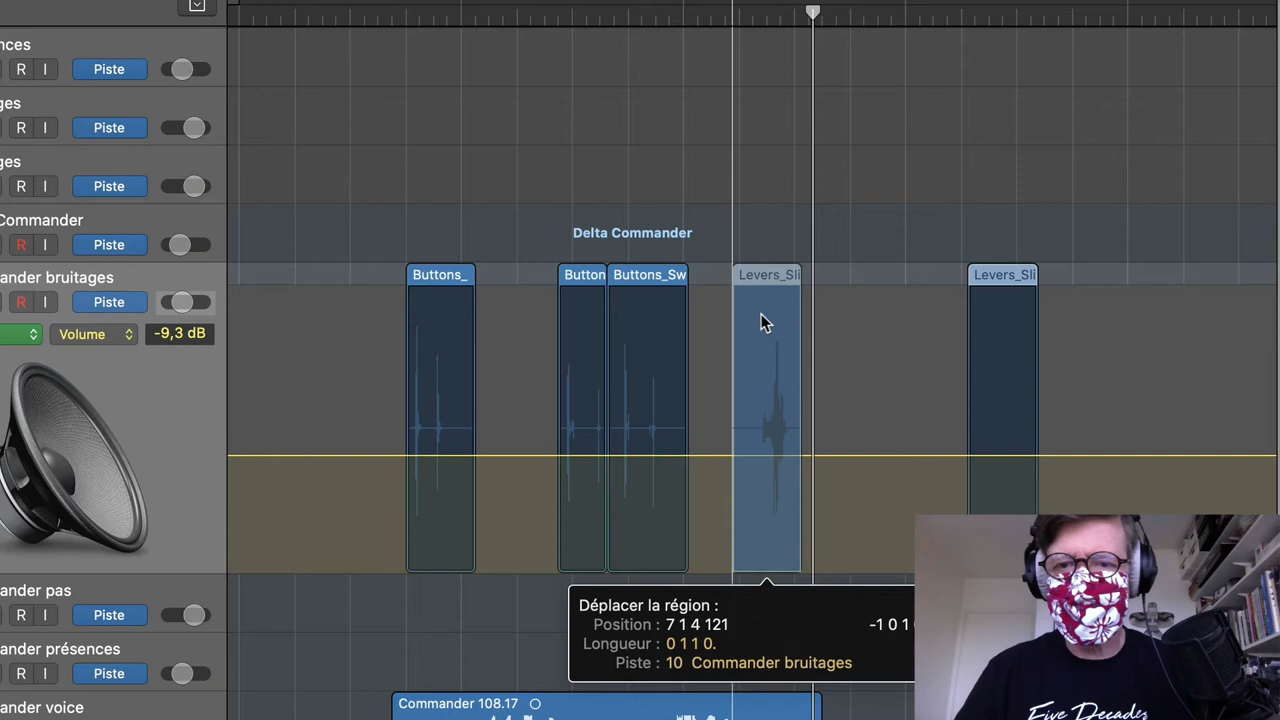 nces
R I Piste
ges
R I Piste
ges
R I Piste
Commander
R I Piste
ander bruitages
R I Piste
Volume -9,3 dB
ander pas
R I Piste
ander présences
R I Piste
ander voice
Delta Commander
Buttons_
Button
Buttons_Sw
Levers_Sli
Levers_Sli
Déplacer la région :
Position : 7 1 4 121 -1 0 1
Longueur : 0 1 1 0.
Piste : 10 Commander bruitages
Commander 108.17
Five Decades